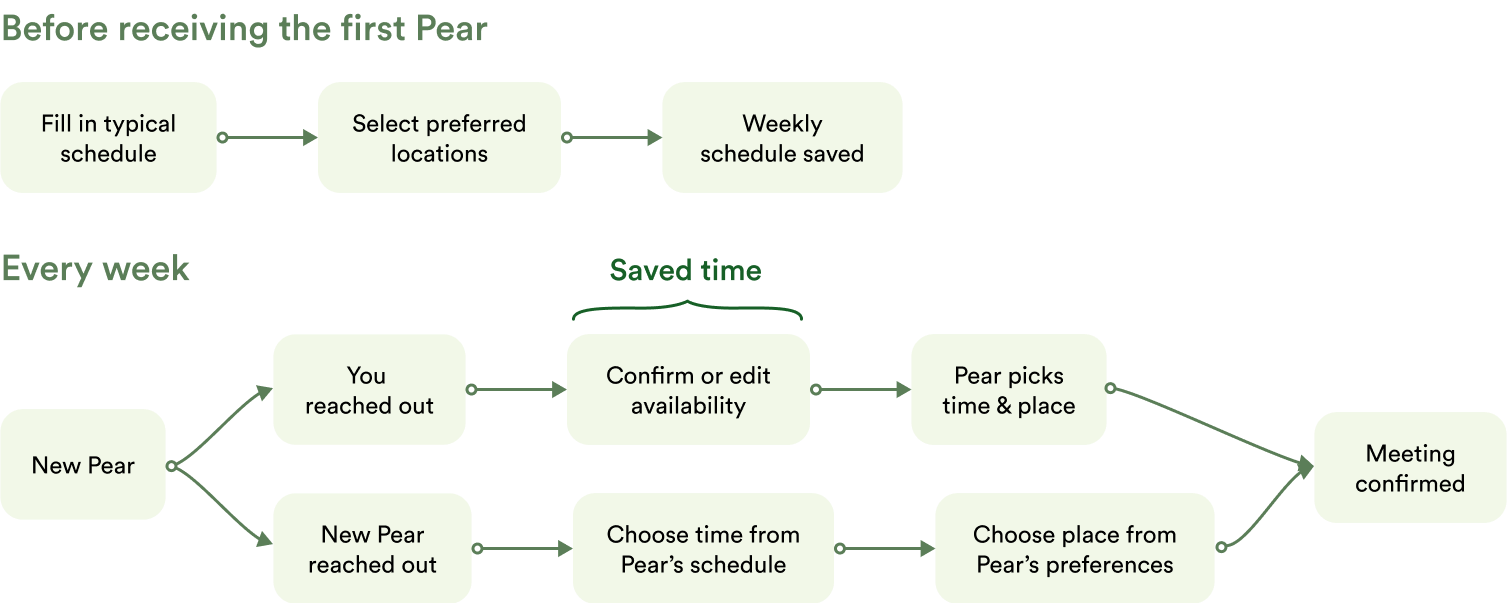 Before receiving the first Pear
Fill in typical
schedule
Select preferred
locations
Weekly
schedule saved
Every week
Saved time
New Pear
You
reached out
Confirm or edit
availability
Pear picks
time & place
New Pear
reached out
Choose time from
Pear’s schedule
Choose place from
Pear’s preferences
Meeting
confirmed